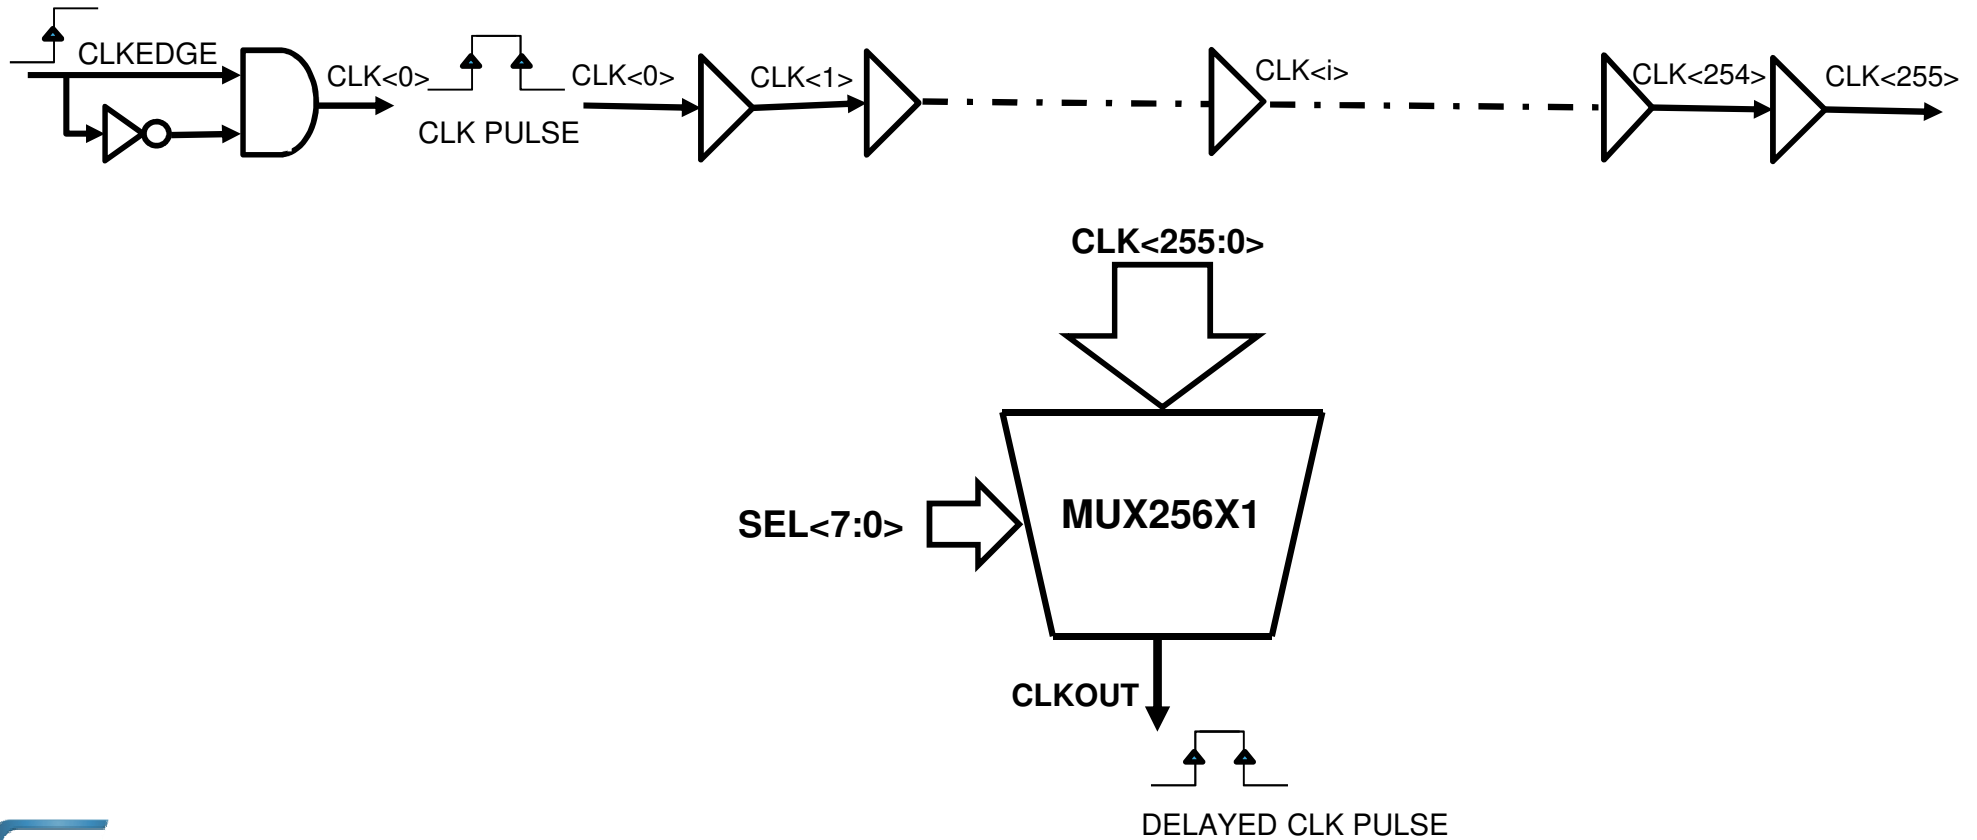 CLKEDGE
CLK<0>
CLK PULSE
CLK<0>
CLK<1>
CLK<i>
CLK<254>
CLK<255>
CLK<255:0>
SEL<7:0>
MUX256X1
CLKOUT
DELAYED CLK PULSE